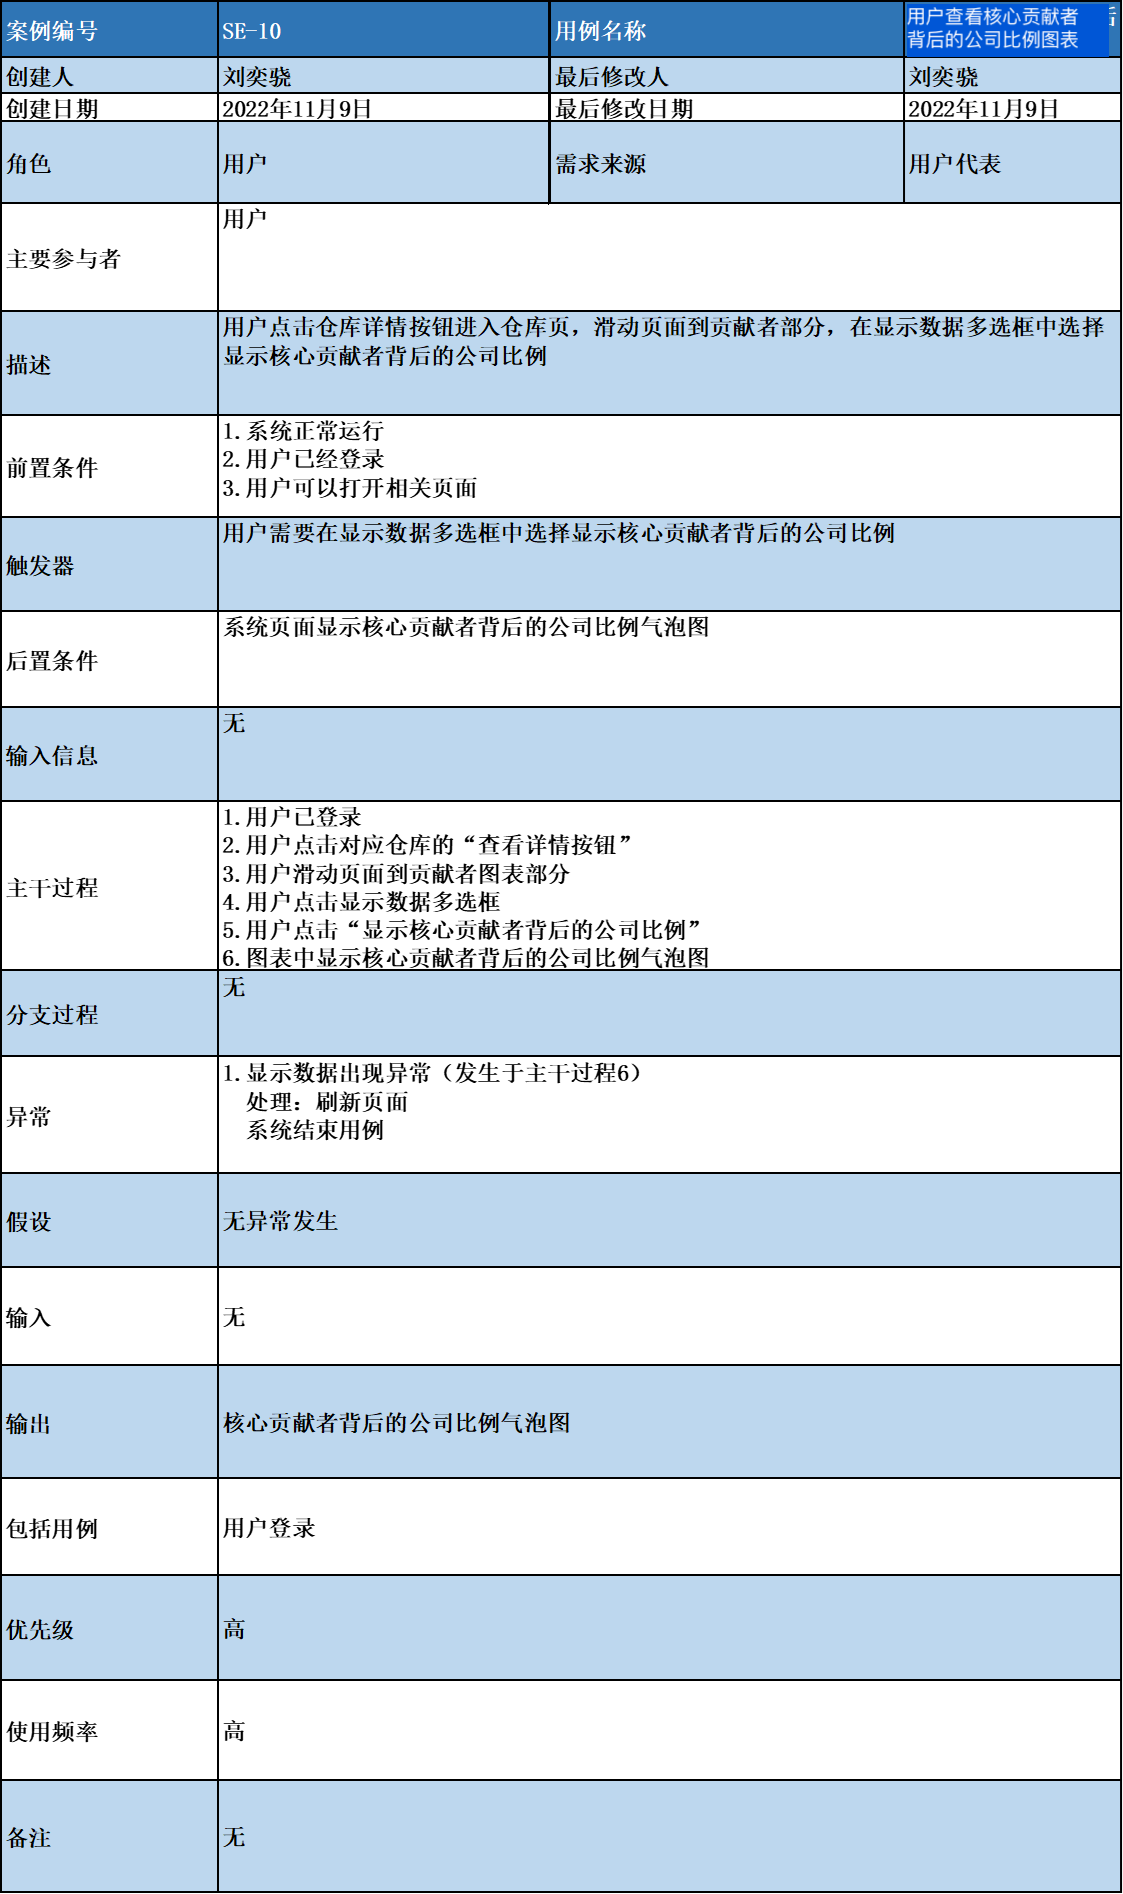 案例编号 SE-10 用例名称 用户查看核心贡献者
背后的公司比例图表
创建人 刘奕骁 最后修改人 刘奕骁
创建日期 2022年11月9日 最后修改日期 2022年11月9日
角色 用户 需求来源 用户代表
主要参与者 用户
描述 用户点击仓库详情按钮进入仓库页，滑动页面到贡献者部分，在显示数据多选框中选择
显示核心贡献者背后的公司比例
前置条件 1.系统正常运行
2.用户已经登录
3.用户可以打开相关页面
触发器 用户需要在显示数据多选框中选择显示核心贡献者背后的公司比例
后置条件 系统页面显示核心贡献者背后的公司比例气泡图
输入信息 无
主干过程 1.用户已登录
2.用户点击对应仓库的“查看详情按钮”
3.用户滑动页面到贡献者图表部分
4.用户点击显示数据多选框
5.用户点击“显示核心贡献者背后的公司比例”
6.图表中显示核心贡献者背后的公司比例气泡图
分支过程 无
异常 1.显示数据出现异常（发生于主干过程6）
处理：刷新页面
系统结束用例
假设 无异常发生
输入 无
输出 核心贡献者背后的公司比例气泡图
包括用例 用户登录
优先级 高
使用频率 高
备注 无